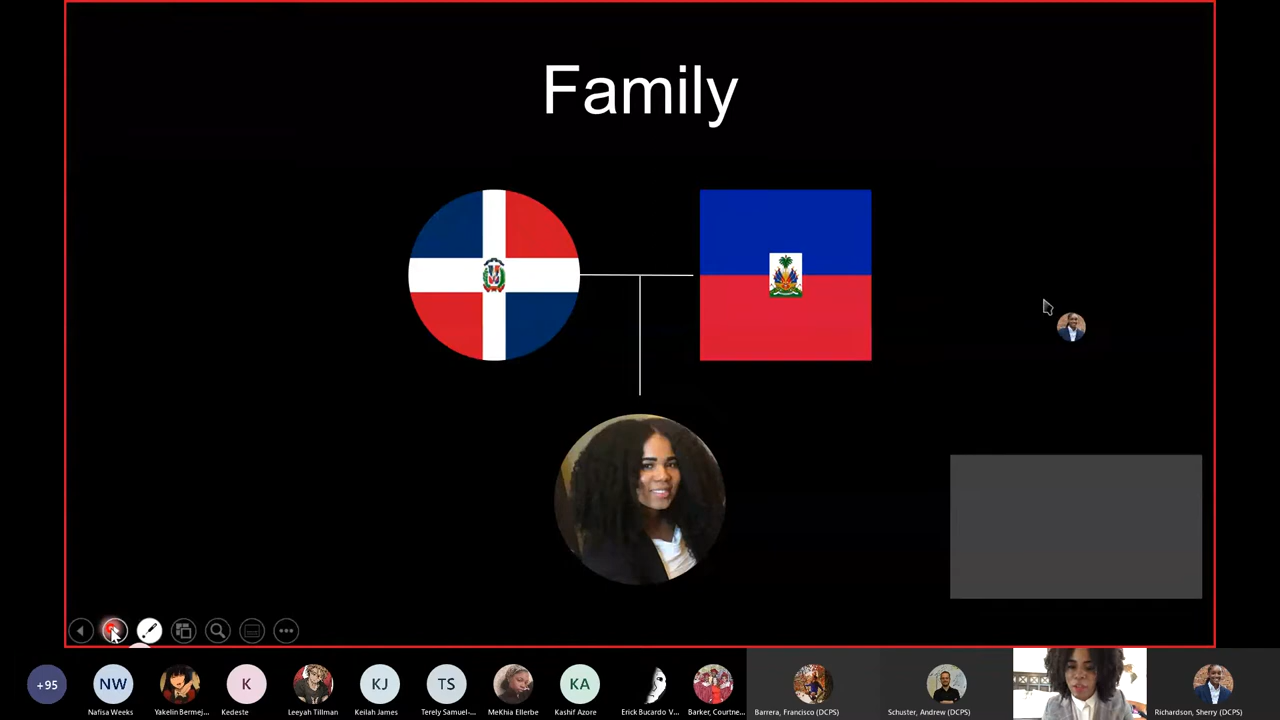 Family
+95
NW
K
KJ
TS
KA
Nafisa Weeks
Yakelin Bermej...
Kedeste
Leeyah Tillman
Keilah James
Terely Samuel-...
MeKhia Ellerbe
Kashif Azore
Erick Bucardo V...
Barker, Courtne...
Barrera, Francisco (DCPS)
Schuster, Andrew (DCPS)
Richardson, Sherry (DCPS)